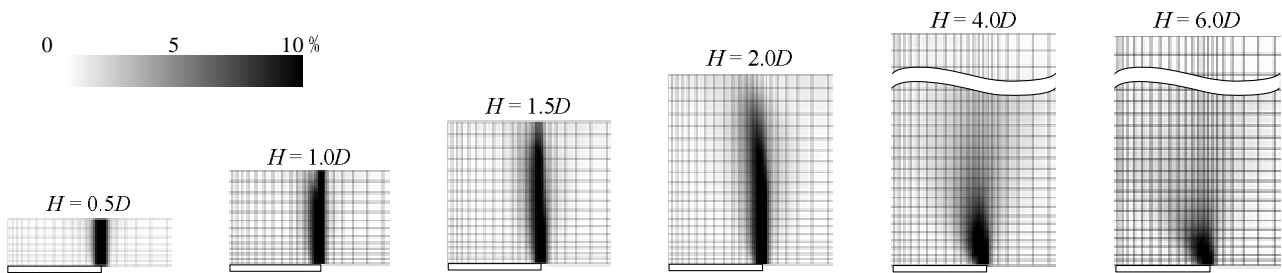 0 5 10 %
H = 0.5D
H = 1.0D
H = 1.5D
H = 2.0D
H = 4.0D
H = 6.0D